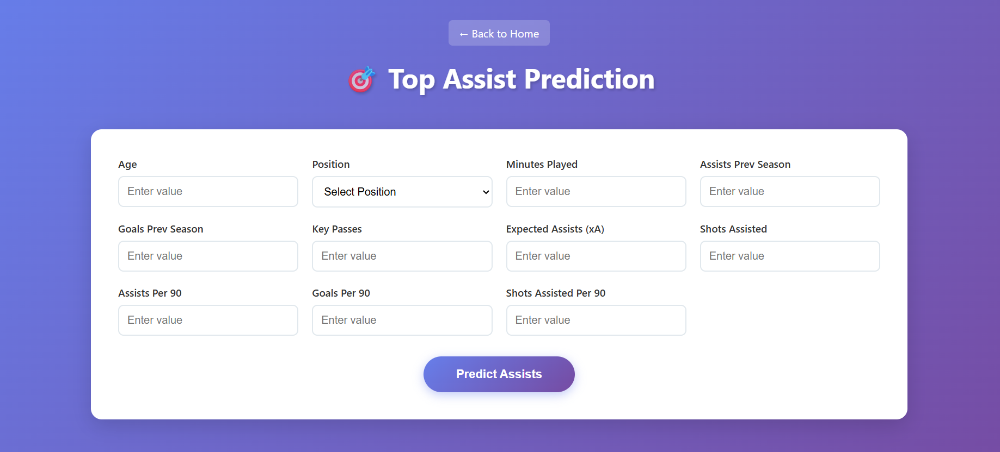 ← Back to Home
🎯 Top Assist Prediction
Age
Position
Minutes Played
Assists Prev Season
Enter value
Select Position
Enter value
Enter value
Goals Prev Season
Key Passes
Expected Assists (xA)
Shots Assisted
Enter value
Enter value
Enter value
Enter value
Assists Per 90
Goals Per 90
Shots Assisted Per 90
Enter value
Enter value
Enter value
Predict Assists